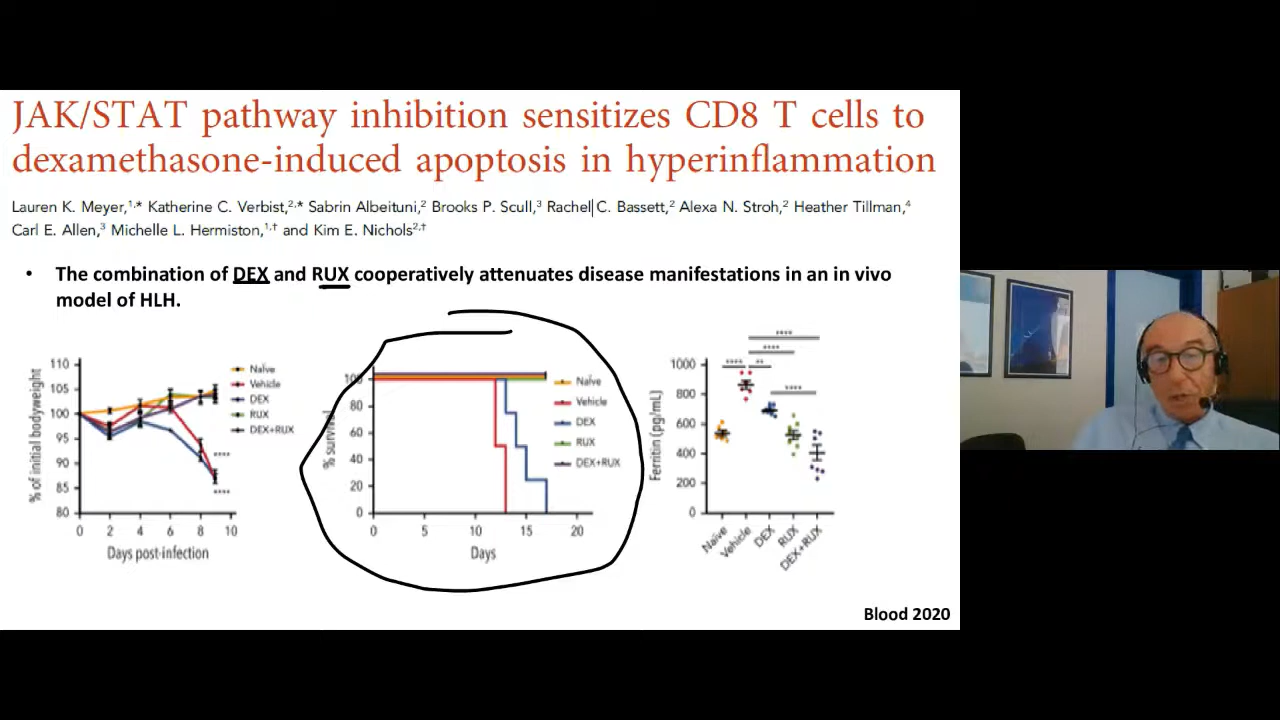 JAK/STAT pathway inhibition sensitizes CD8 T cells to
dexamethasone-induced apoptosis in hyperinflammation
Lauren K. Meyer,1,* Katherine C. Verbist,2,* Sabrin Albeituni,2 Brooks P. Scull,3 Rachel C. Bassett,2 Alexa N. Stroh,2 Heather Tillman,4
Carl E. Allen,3 Michelle L. Hermiston,1,† and Kim E. Nichols2,†
• The combination of DEX and RUX cooperatively attenuates disease manifestations in an in vivo
model of HLH.
% of initial bodyweight
110
105
100
95
90
85
80
0 2 4 6 8 10
Days post-infection
Naïve
Vehicle
DEX
RUX
DEX+RUX
****
****
% survival
100
80
60
40
20
0
0 5 10 15 20
Days
Naïve
Vehicle
DEX
RUX
DEX+RUX
Ferritin (pg/mL)
1000
800
600
400
200
0
****
****
**** **
****
Naïve
Vehicle
DEX
RUX
DEX+RUX
Blood 2020